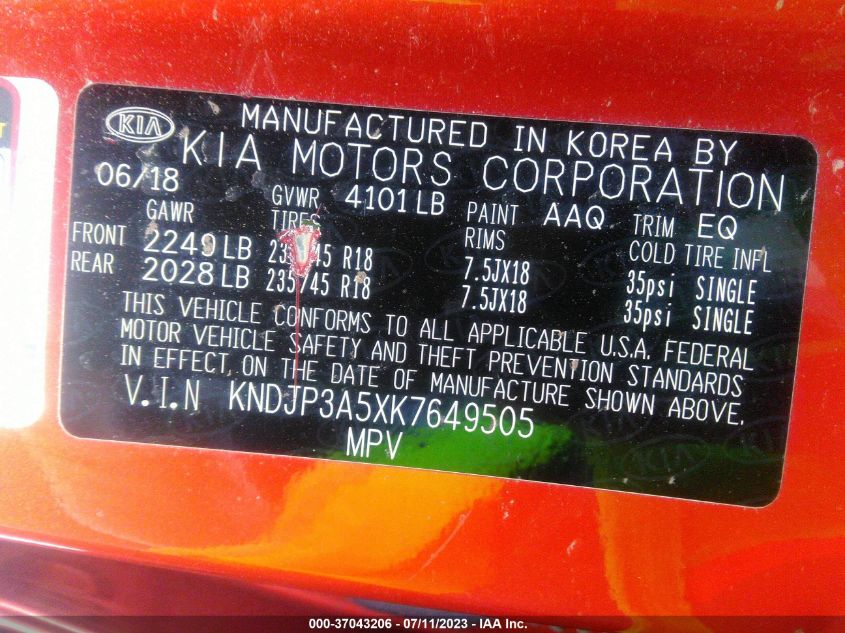 KIA MANUFACTURED IN KOREA BY
KIA MOTORS CORPORATION
06/18 GVWR 4101 LB PAINT AAQ TRIM EQ
GAWR TIRES RIMS COLD TIRE INFL
FRONT 2249 LB R18 7.5JX18 35psi SINGLE
REAR 2028 LB 235/45 R18 7.5JX18 35psi SINGLE
THIS VEHICLE CONFORMS TO ALL APPLICABLE U.S.A. FEDERAL
MOTOR VEHICLE SAFETY AND THEFT PREVENTION STANDARDS
IN EFFECT ON THE DATE OF MANUFACTURE SHOWN ABOVE.
V.I.N KNDJP3A5XK7649505
MPV
000-37043206 - 07/11/2023 - IAA Inc.